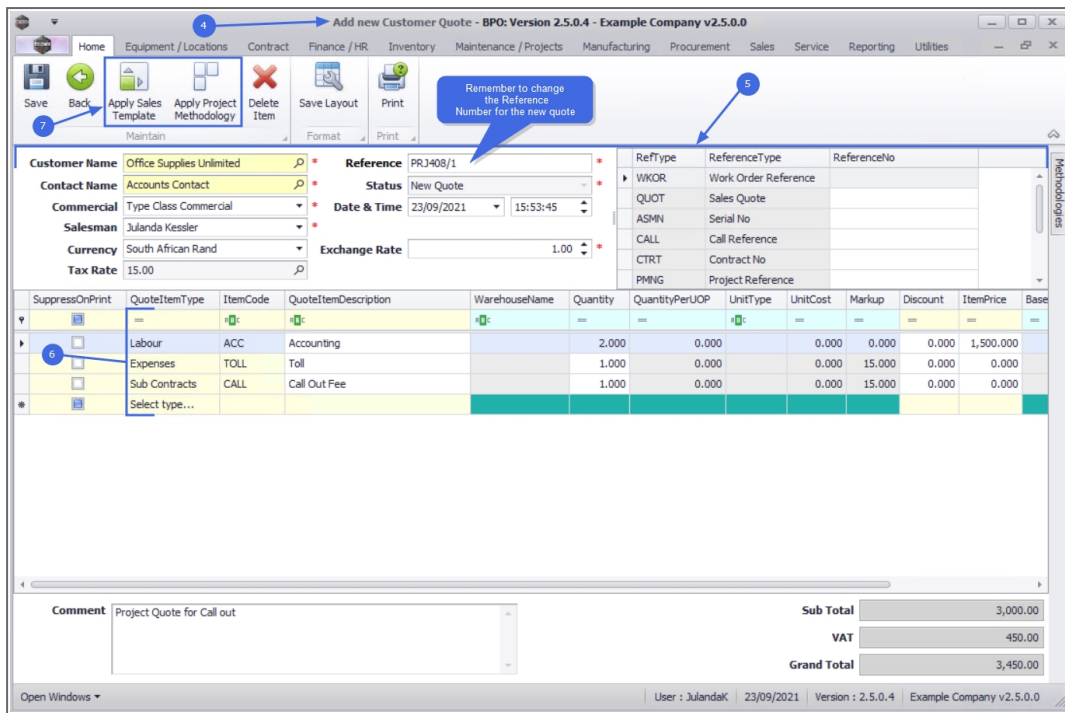 4
Add new Customer Quote - BPO: Version 2.5.0.4 - Example Company v2.5.0.0
Home Equipment / Locations Contract Finance / HR Inventory Maintenance / Projects Manufacturing Procurement Sales Service Reporting Utilities
Save
Back
Apply Sales Template
Apply Project Methodology
Delete Item
Save Layout
Print
Remember to change
the Reference
Number for the new quote
5
7
Maintain Format Print
Customer Name Office Supplies Unlimited * Reference PRJ408/1 *
Contact Name Accounts Contact * Status New Quote *
Commercial Type Class Commercial * Date & Time 23/09/2021 15:53:45
Salesman Julanda Kessler *
Currency South African Rand Exchange Rate 1.00 *
Tax Rate 15.00
RefType ReferenceType ReferenceNo
WKOR Work Order Reference
QUOT Sales Quote
ASMN Serial No
CALL Call Reference
CTRT Contract No
PMNG Project Reference
Methodologies
SuppressOnPrint QuoteItemType ItemCode QuoteItemDescription WarehouseName Quantity QuantityPerUOP UnitType UnitCost Markup Discount ItemPrice Base
6
Labour ACC Accounting 2.000 0.000 0.000 0.000 0.000 1,500.000
Expenses TOLL Toll 1.000 0.000 0.000 15.000 0.000 0.000
Sub Contracts CALL Call Out Fee 1.000 0.000 0.000 15.000 0.000 0.000
Select type...
Comment Project Quote for Call out
Sub Total 3,000.00
VAT 450.00
Grand Total 3,450.00
Open Windows User : JulandaK 23/09/2021 Version : 2.5.0.4 Example Company v2.5.0.0